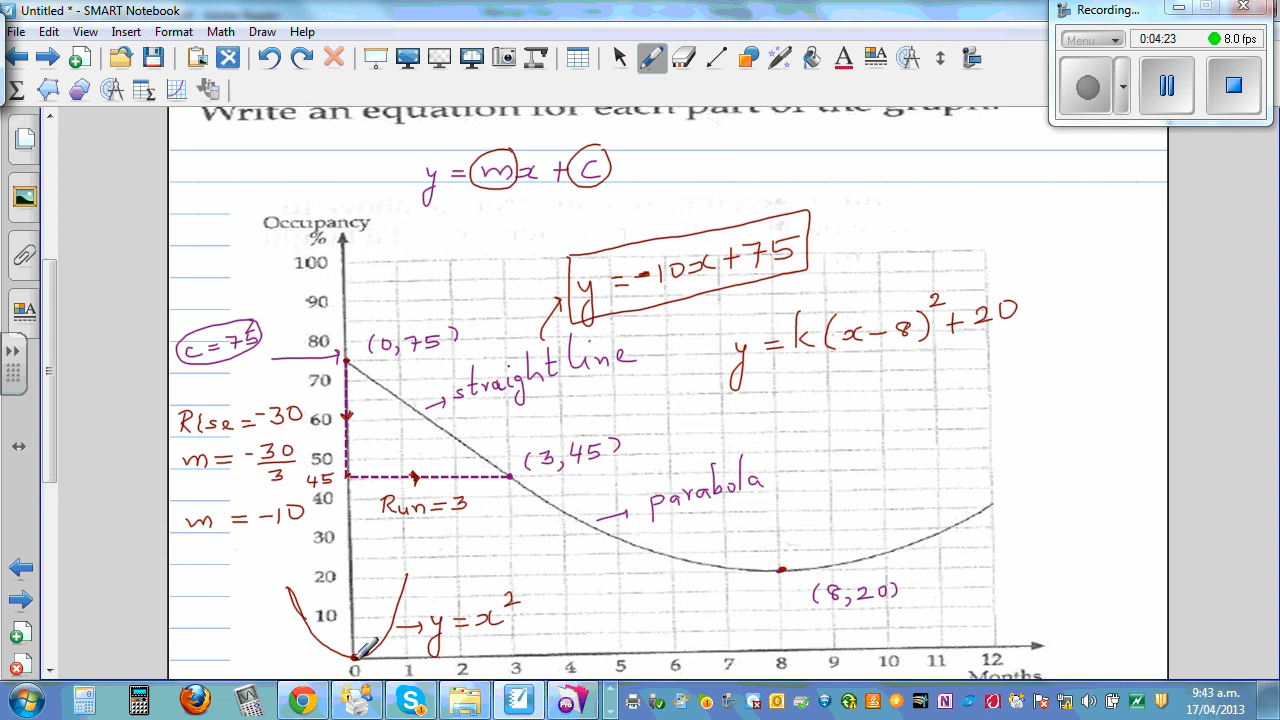 Untitled * - SMART Notebook
File Edit View Insert Format Math Draw Help
Recording...
Menu 0:04:23 8.0 fps
Write an equation for each part of the graph.
y = mx + c
Occupancy
%
100
90
80
70
60
50
45
40
30
20
10
0 1 2 3 4 5 6 7 8 9 10 11 12
Months
y = -10x + 75
y = k(x - 8)² + 20
c = 75
(0,75)
→ straight line
Rise = -30
m = -30/3
m = -10
(3,45)
Run = 3
→ parabola
(8,20)
→ y = x²
9:43 a.m.
17/04/2013